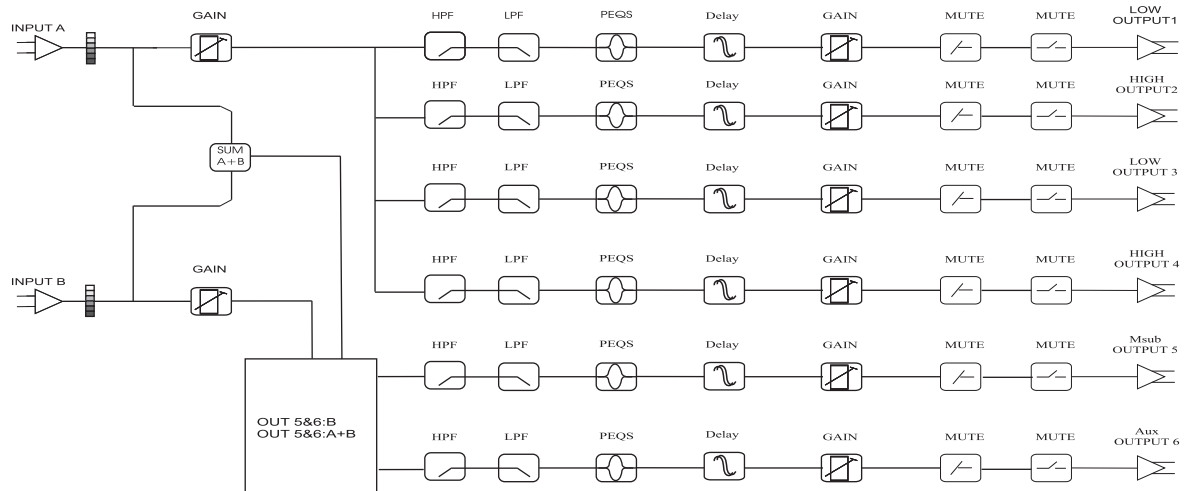 INPUT A
GAIN
HPF LPF PEQS Delay GAIN MUTE MUTE LOW
OUTPUT1
HPF LPF PEQS Delay GAIN MUTE MUTE HIGH
OUTPUT2
SUM
A+B
HPF LPF PEQS Delay GAIN MUTE MUTE LOW
OUTPUT 3
INPUT B
GAIN
HPF LPF PEQS Delay GAIN MUTE MUTE HIGH
OUTPUT 4
HPF LPF PEQS Delay GAIN MUTE MUTE Msub
OUTPUT 5
OUT 5&6:B
OUT 5&6:A+B
HPF LPF PEQS Delay GAIN MUTE MUTE Aux
OUTPUT 6